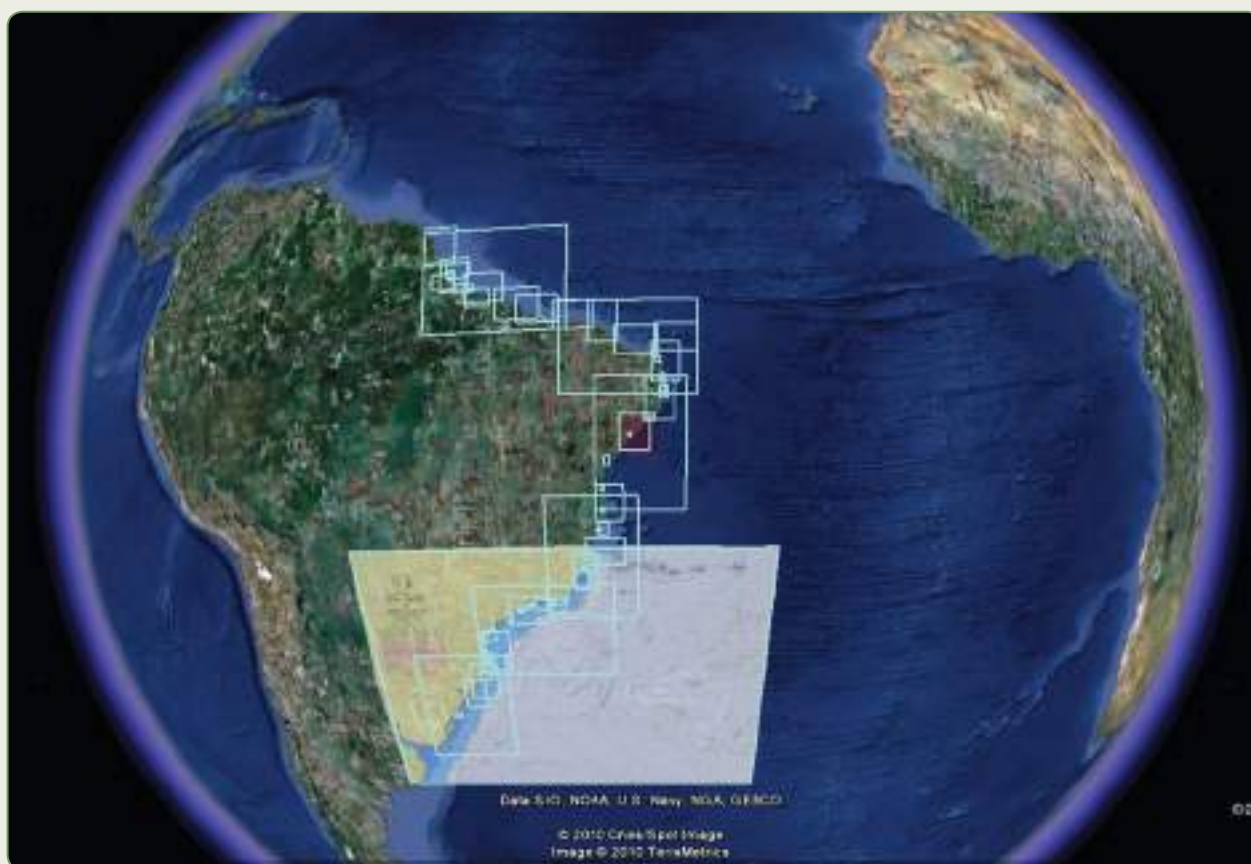 Data SIO, NOAA, U.S. Navy, NGA, GEBCO
© 2010 Cnes/Spot Image
Image © 2010 TerraMetrics